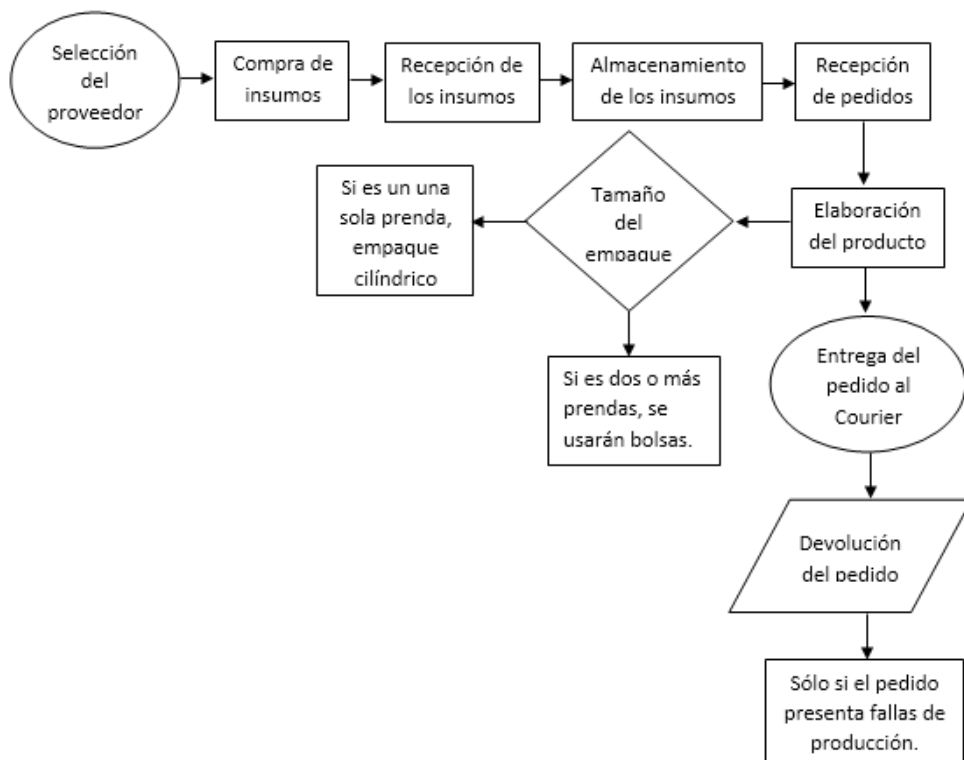 Selección
del
proveedor
Compra de
insumos
Recepción de
los insumos
Almacenamiento
de los insumos
Recepción
de pedidos
Si es un una
sola prenda,
empaque
cilíndrico
Tamaño
del
empaque
Elaboración
del producto
Si es dos o más
prendas, se
usarán bolsas.
Entrega del
pedido al
Courier
Devolución
del pedido
Sólo si el pedido
presenta fallas de
producción.